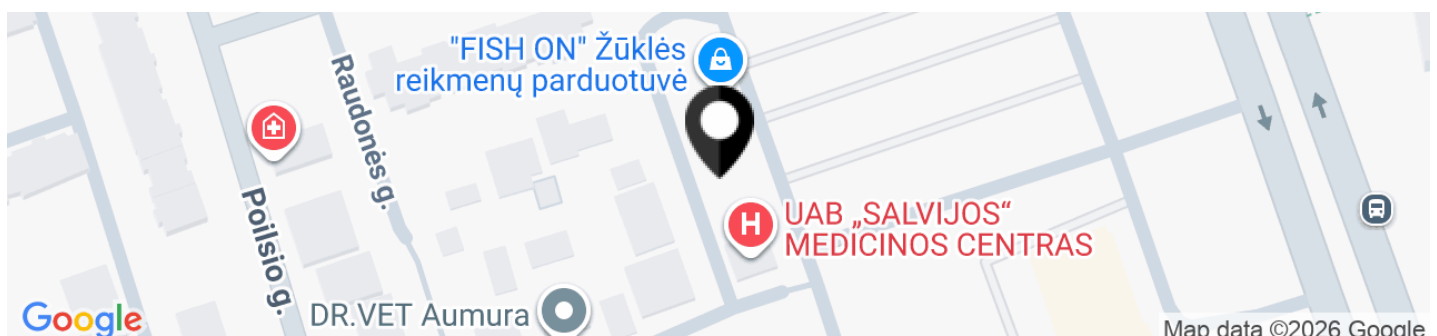 "FISH ON" Žūklės
reikmenų parduotuvė
Raudonės g.
Poilsio g.
UAB „SALVIJOS“
MEDICINOS CENTRAS
H
DR.VET Aumura
Google
Map data ©2026 Google